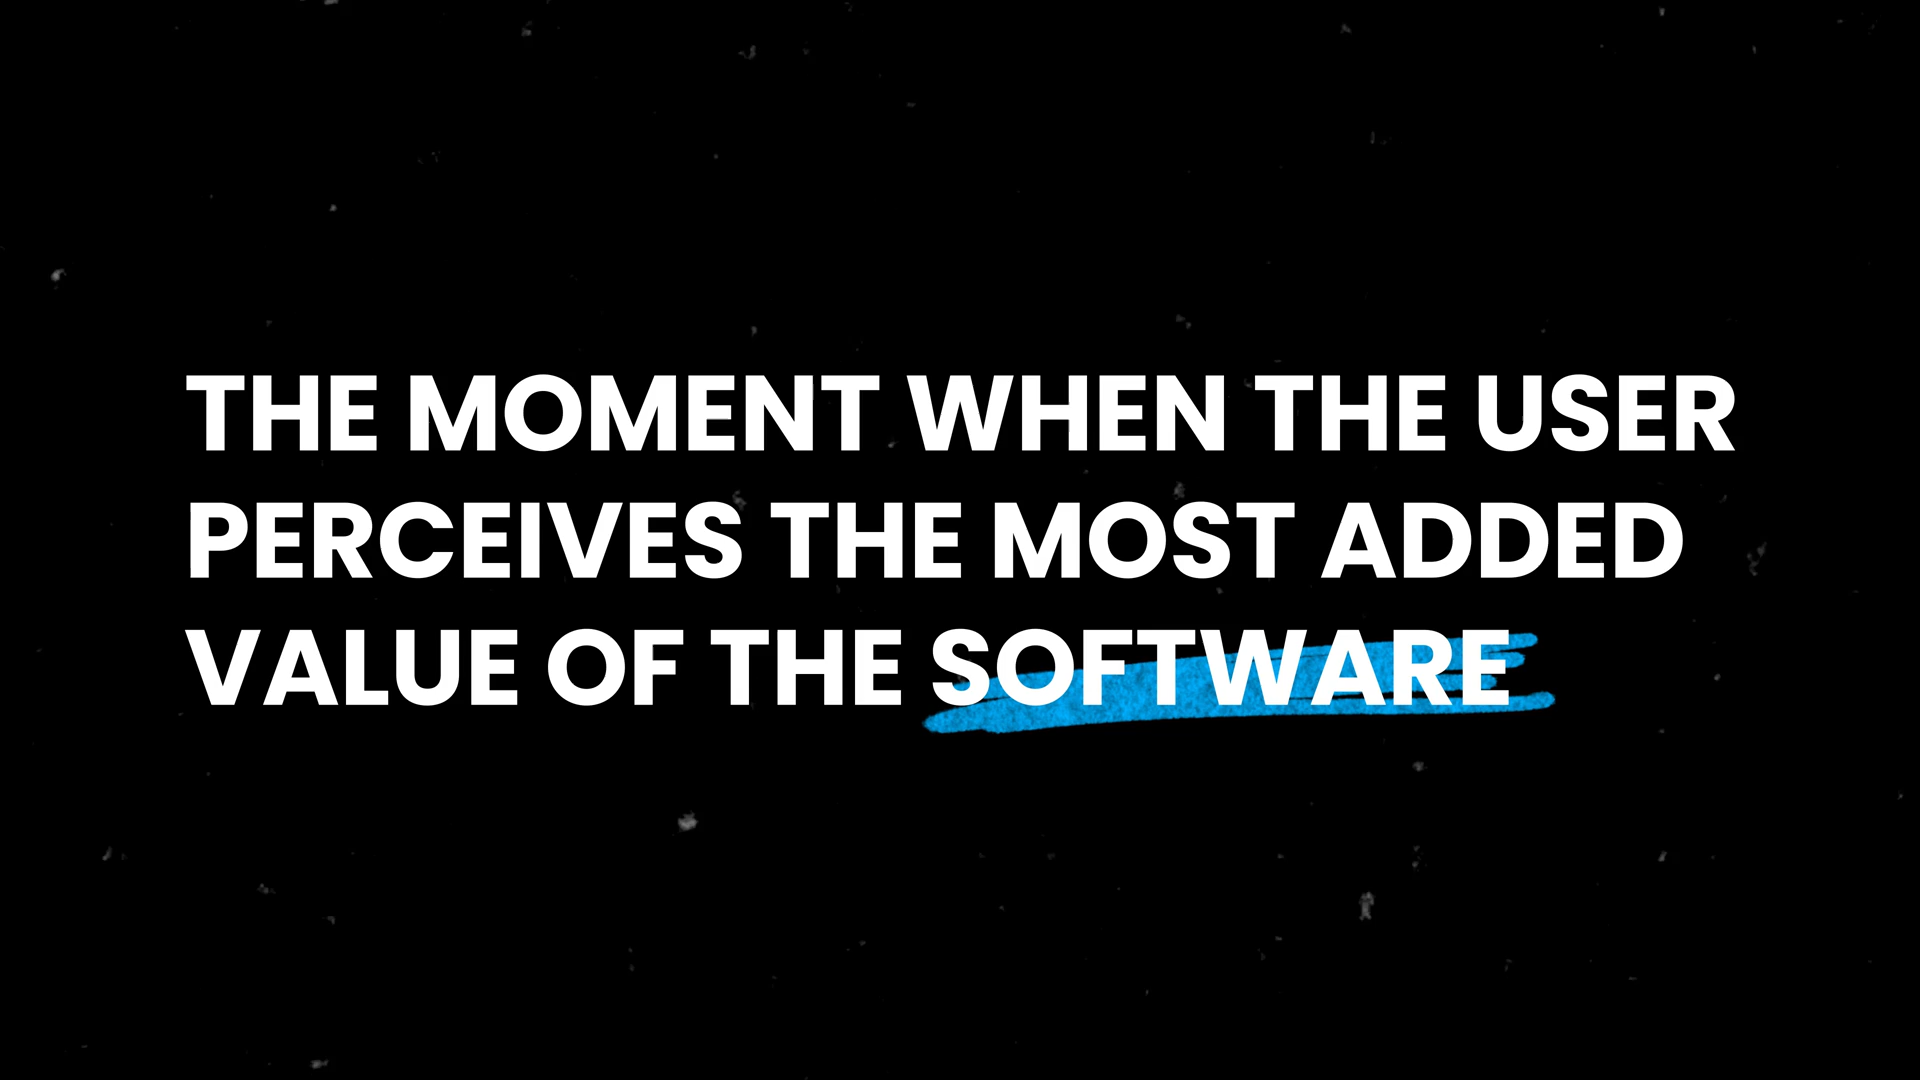 THE MOMENT WHEN THE USER
PERCEIVES THE MOST ADDED
VALUE OF THE SOFTWARE